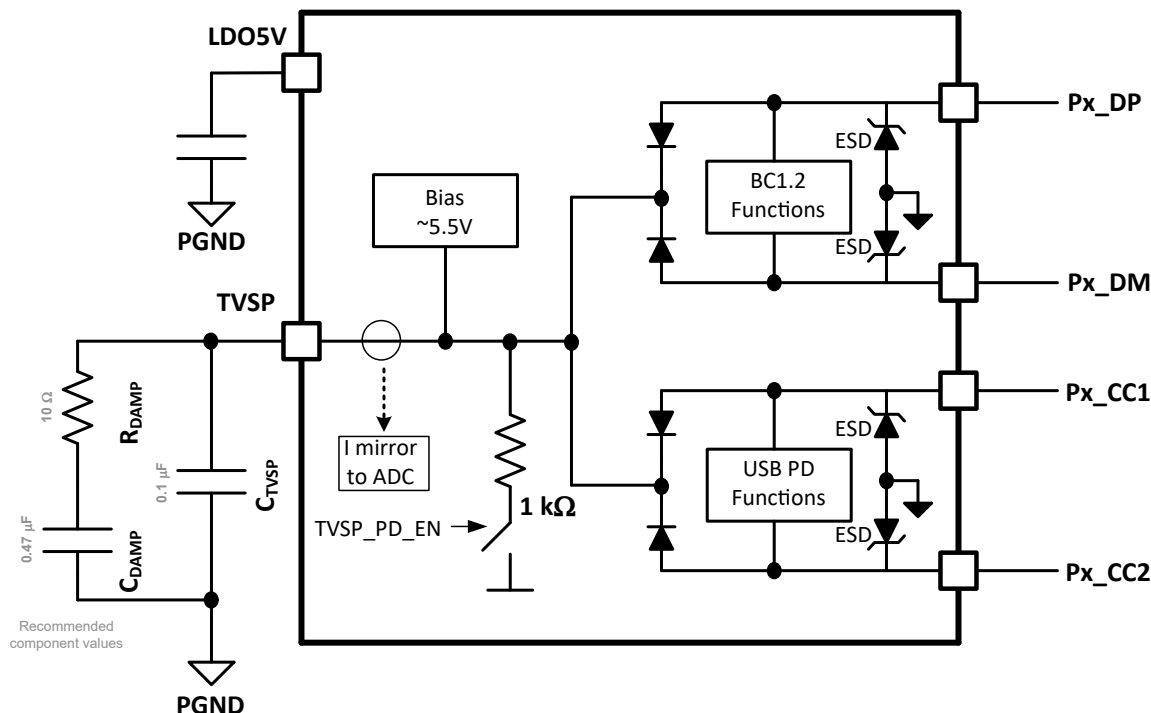 LDO5V
PGND
TVSP
Bias
~5.5V
I mirror
to ADC
TVSP_PD_EN
1 kΩ
BC1.2
Functions
ESD
ESD
USB PD
Functions
ESD
ESD
Px_DP
Px_DM
Px_CC1
Px_CC2
10 Ω
RDAMP
0.47 µF
CDAMP
0.1 µF
CTVSP
Recommended
component values
PGND